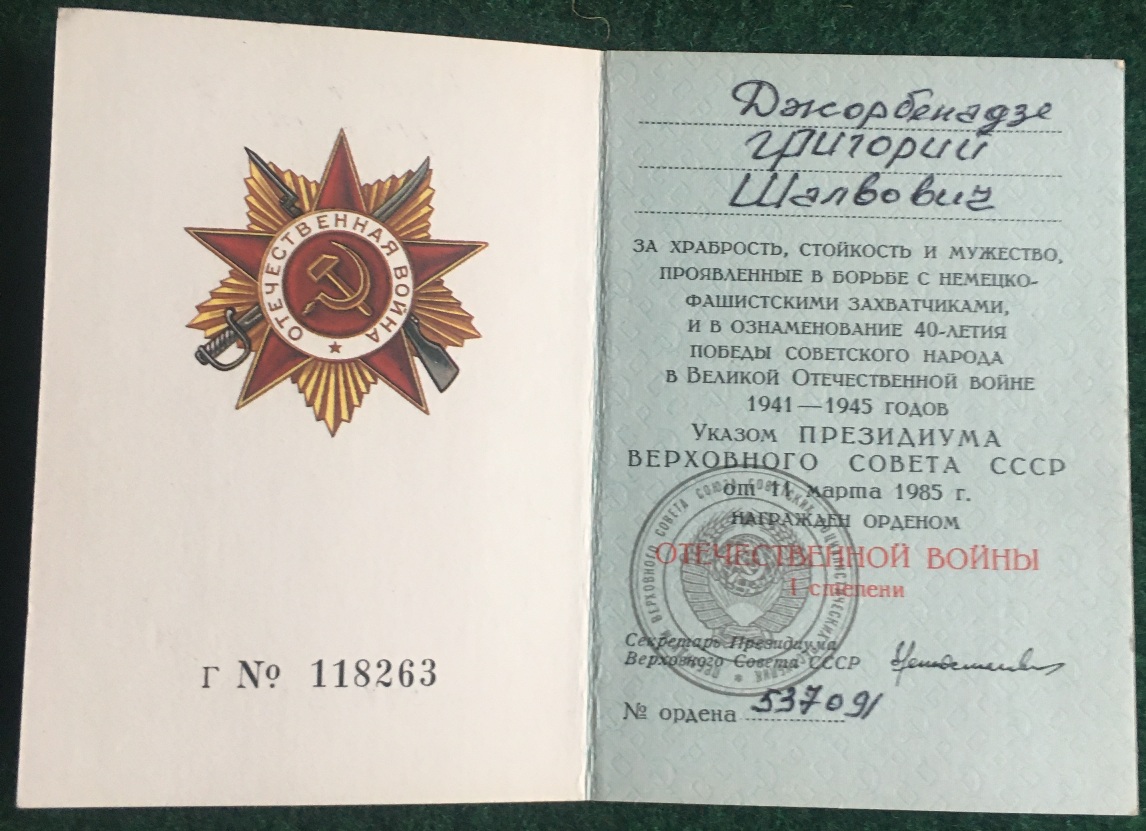 ОТЕЧЕСТВЕННАЯ ВОЙНА
Г № 118263
Джорбенадзе
Григорий
Шалвович
ЗА ХРАБРОСТЬ, СТОЙКОСТЬ И МУЖЕСТВО,
ПРОЯВЛЕННЫЕ В БОРЬБЕ С НЕМЕЦКО-
ФАШИСТСКИМИ ЗАХВАТЧИКАМИ,
И В ОЗНАМЕНОВАНИЕ 40-ЛЕТИЯ
ПОБЕДЫ СОВЕТСКОГО НАРОДА
В ВЕЛИКОЙ ОТЕЧЕСТВЕННОЙ ВОЙНЕ
1941—1945 ГОДОВ
УКАЗОМ ПРЕЗИДИУМА
ВЕРХОВНОГО СОВЕТА СССР
от 11 марта 1985 г.
НАГРАЖДЕН ОРДЕНОМ
ОТЕЧЕСТВЕННОЙ ВОЙНЫ
I степени
Секретарь Президиума
Верховного Совета СССР
№ ордена 537091